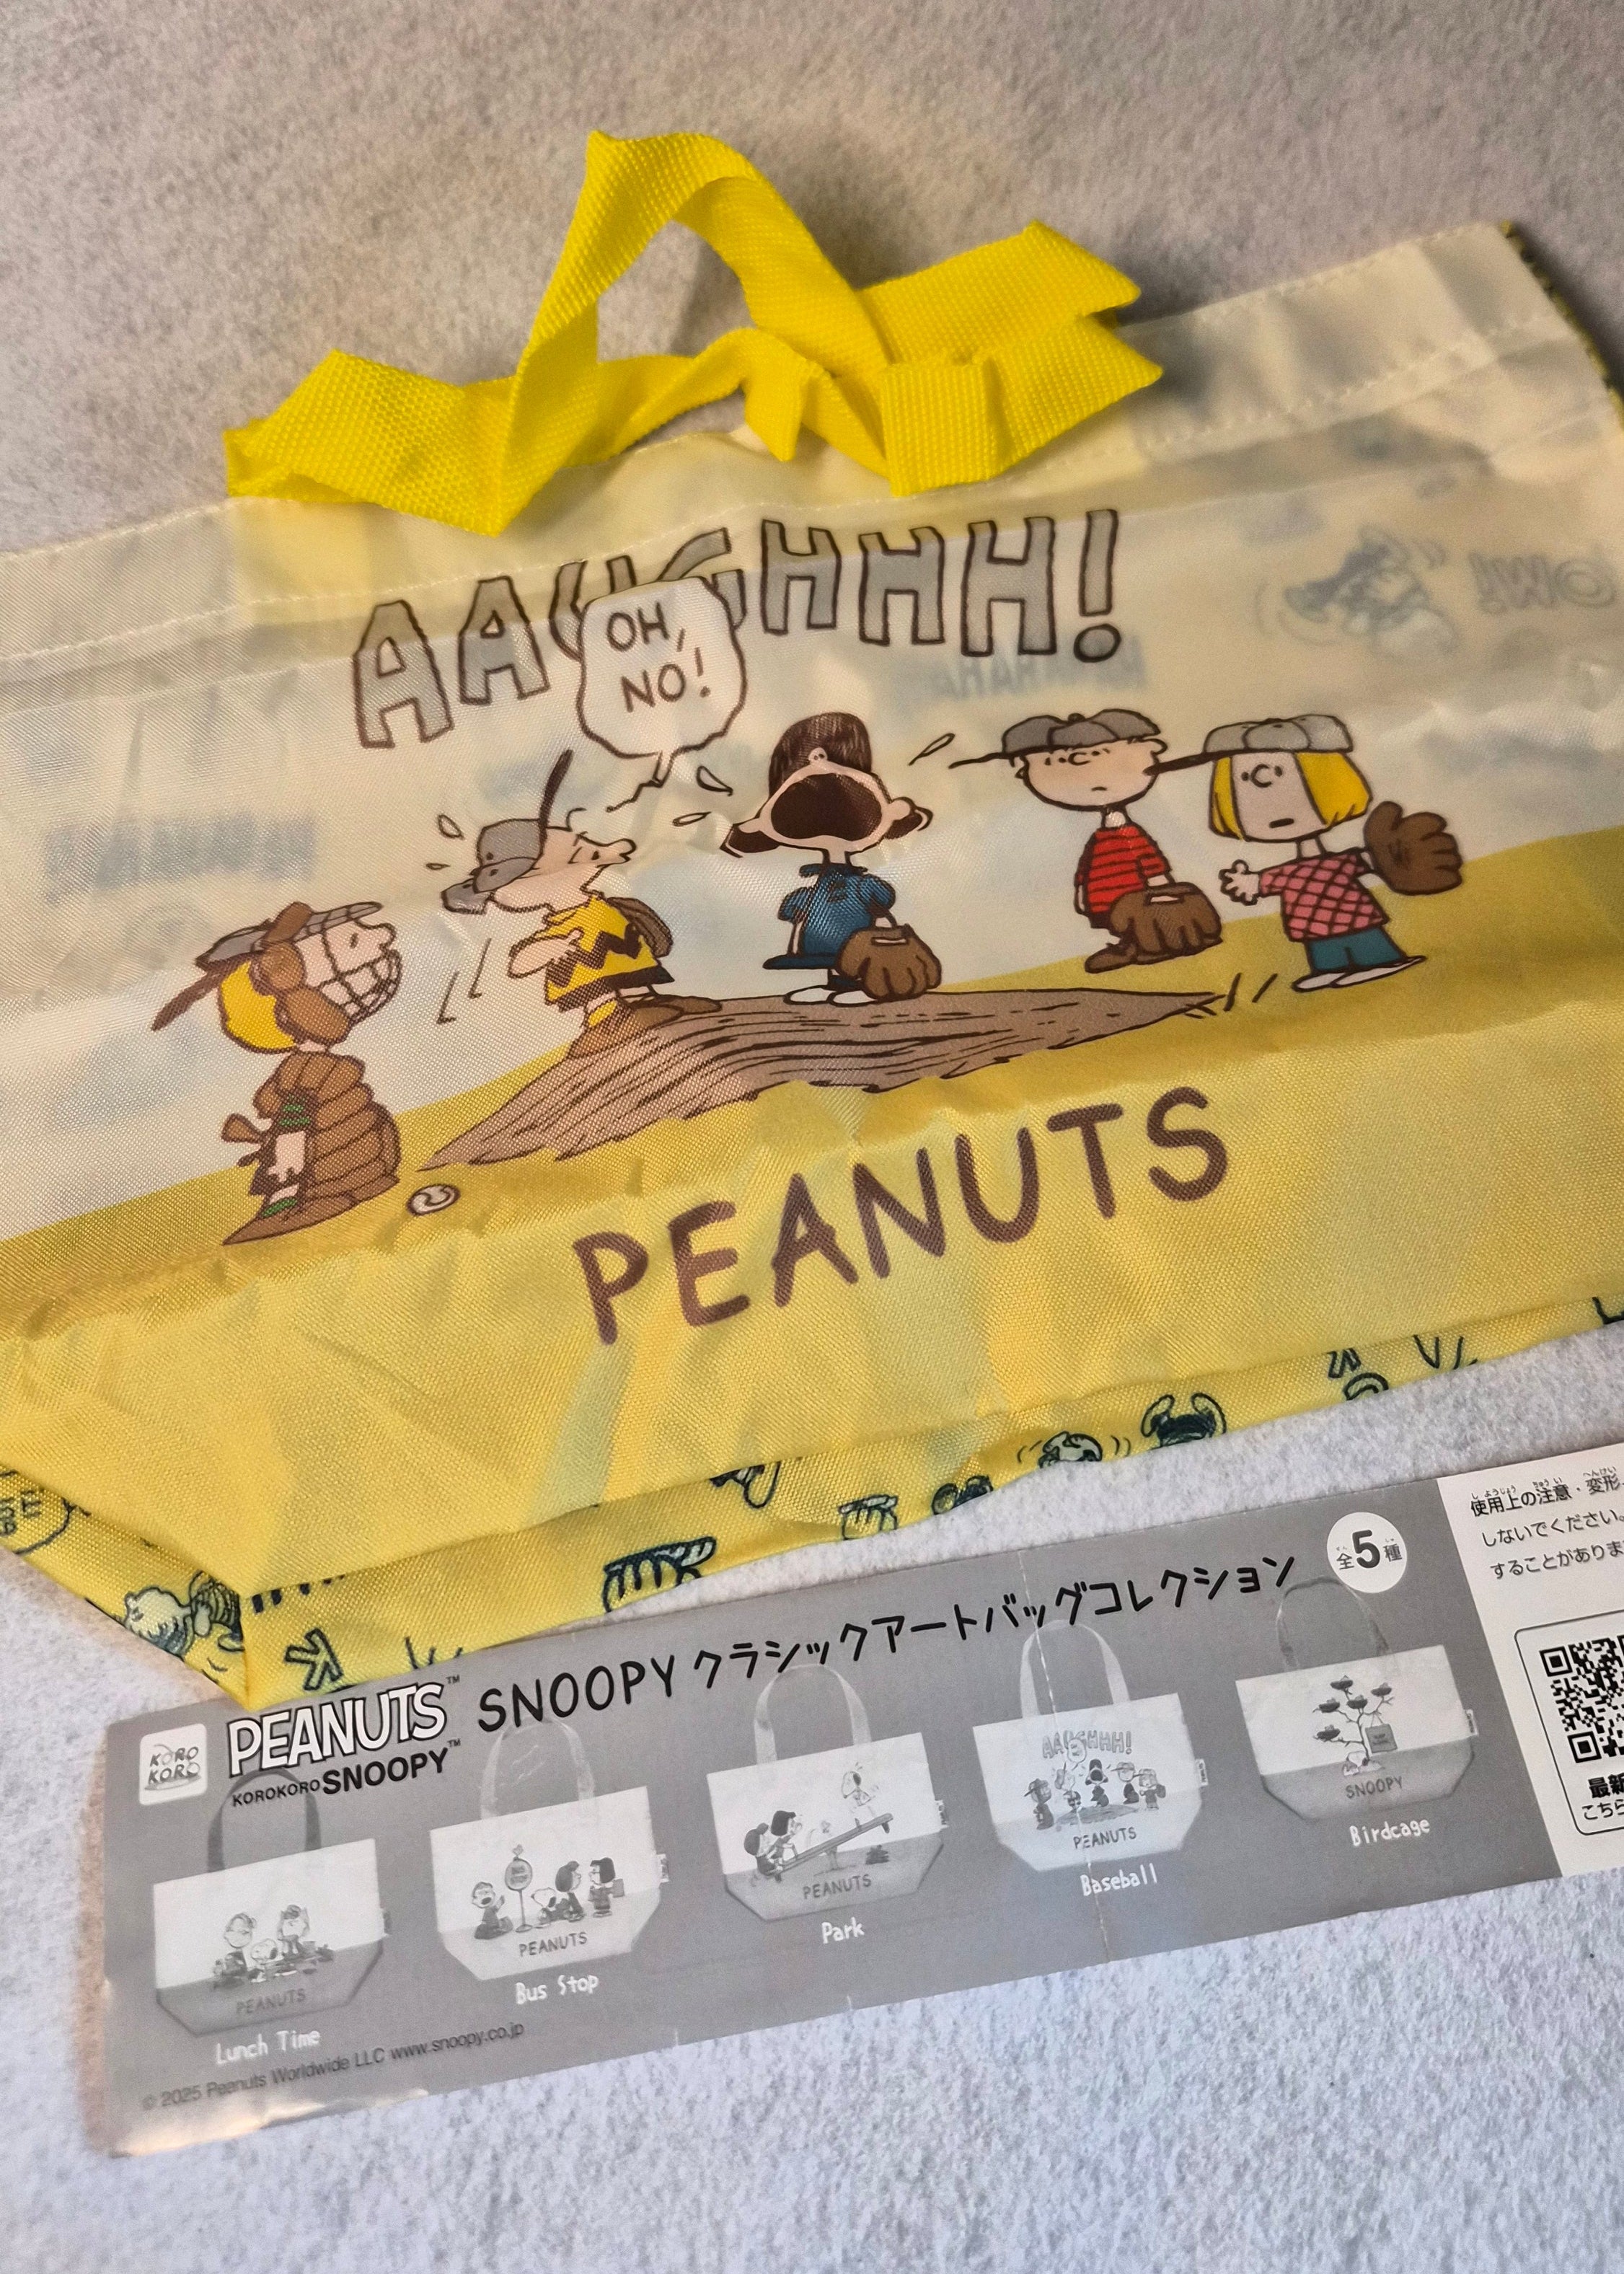 AAUGHHH!
OH,
NO!
PEANUTS
使用上の注意・変形
しないでください。
することがありま
全5種
PEANUTS™ SNOOPY クラシックアートバッグコレクション
KORO
KORO
KOROKORO SNOOPY™
AAUGHHH!
SNOOPY
PEANUTS
PEANUTS
PEANUTS
PEANUTS
Birdcage
Baseball
Park
Bus Stop
Lunch Time
最新
こちら
© 2025 Peanuts Worldwide LLC www.snoopy.co.jp